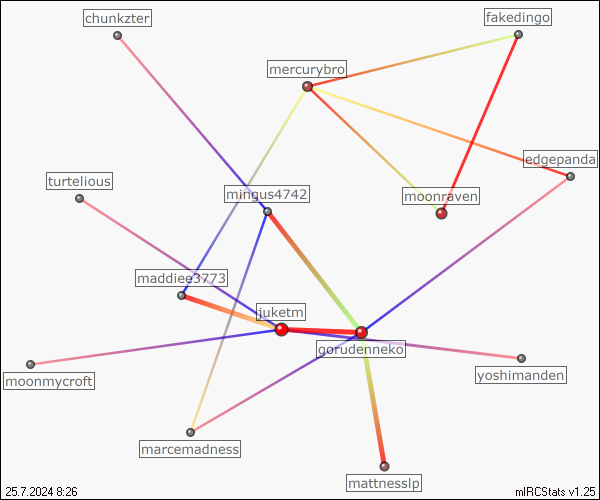 chunkzter
fakedingo
mercurybro
edgepanda
turtelious
mingus4742
moonraven
maddiee3773
juketm
gorudenneko
moonmycroft
yoshimanden
marcemadness
mattnesslp
25.7.2024 8:26
mIRCStats v1.25